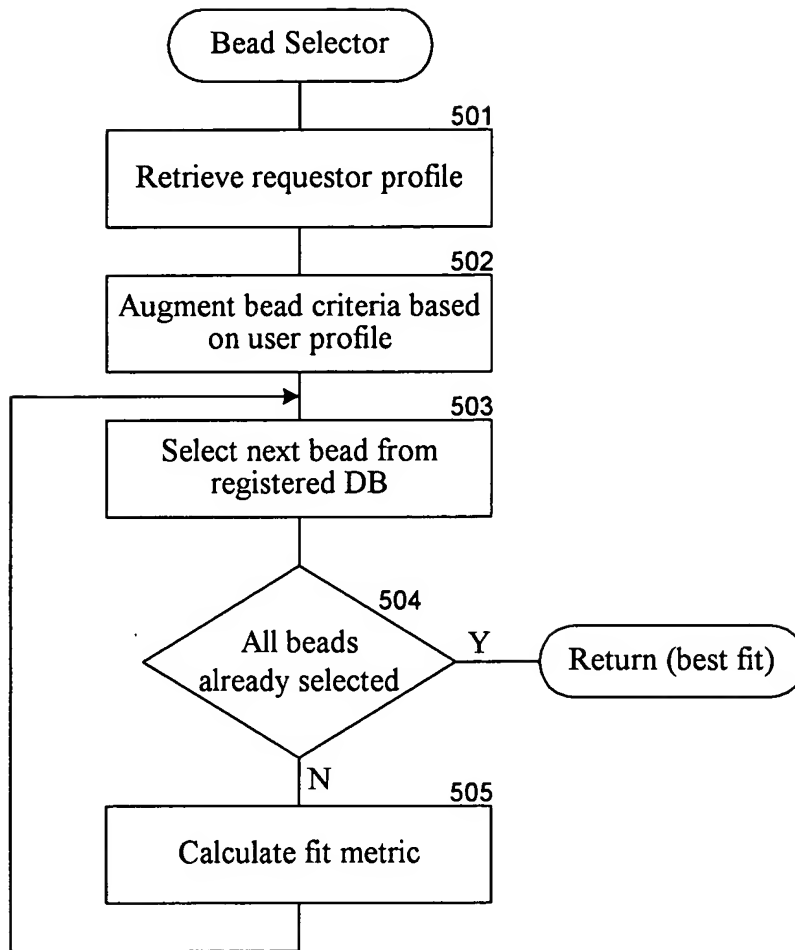 Bead Selector
501
Retrieve requestor profile
502
Augment bead criteria based
on user profile
503
Select next bead from
registered DB
504
All beads
already selected
Y
Return (best fit)
N
505
Calculate fit metric